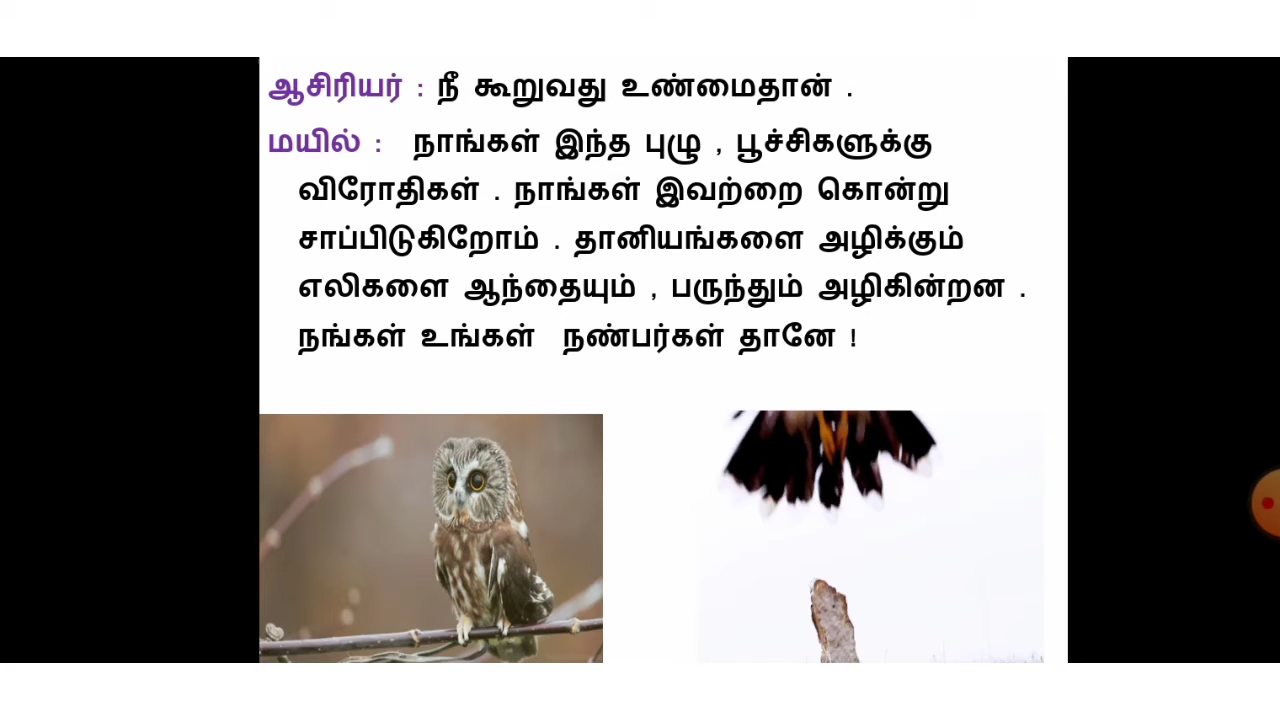 ஆசிரியர் : நீ கூறுவது உண்மைதான் .
மயில் : நாங்கள் இந்த புழு , பூச்சிகளுக்கு
விரோதிகள் . நாங்கள் இவற்றை கொன்று
சாப்பிடுகிறோம் . தானியங்களை அழிக்கும்
எலிகளை ஆந்தையும் , பருந்தும் அழிகின்றன .
நங்கள் உங்கள் நண்பர்கள் தானே !